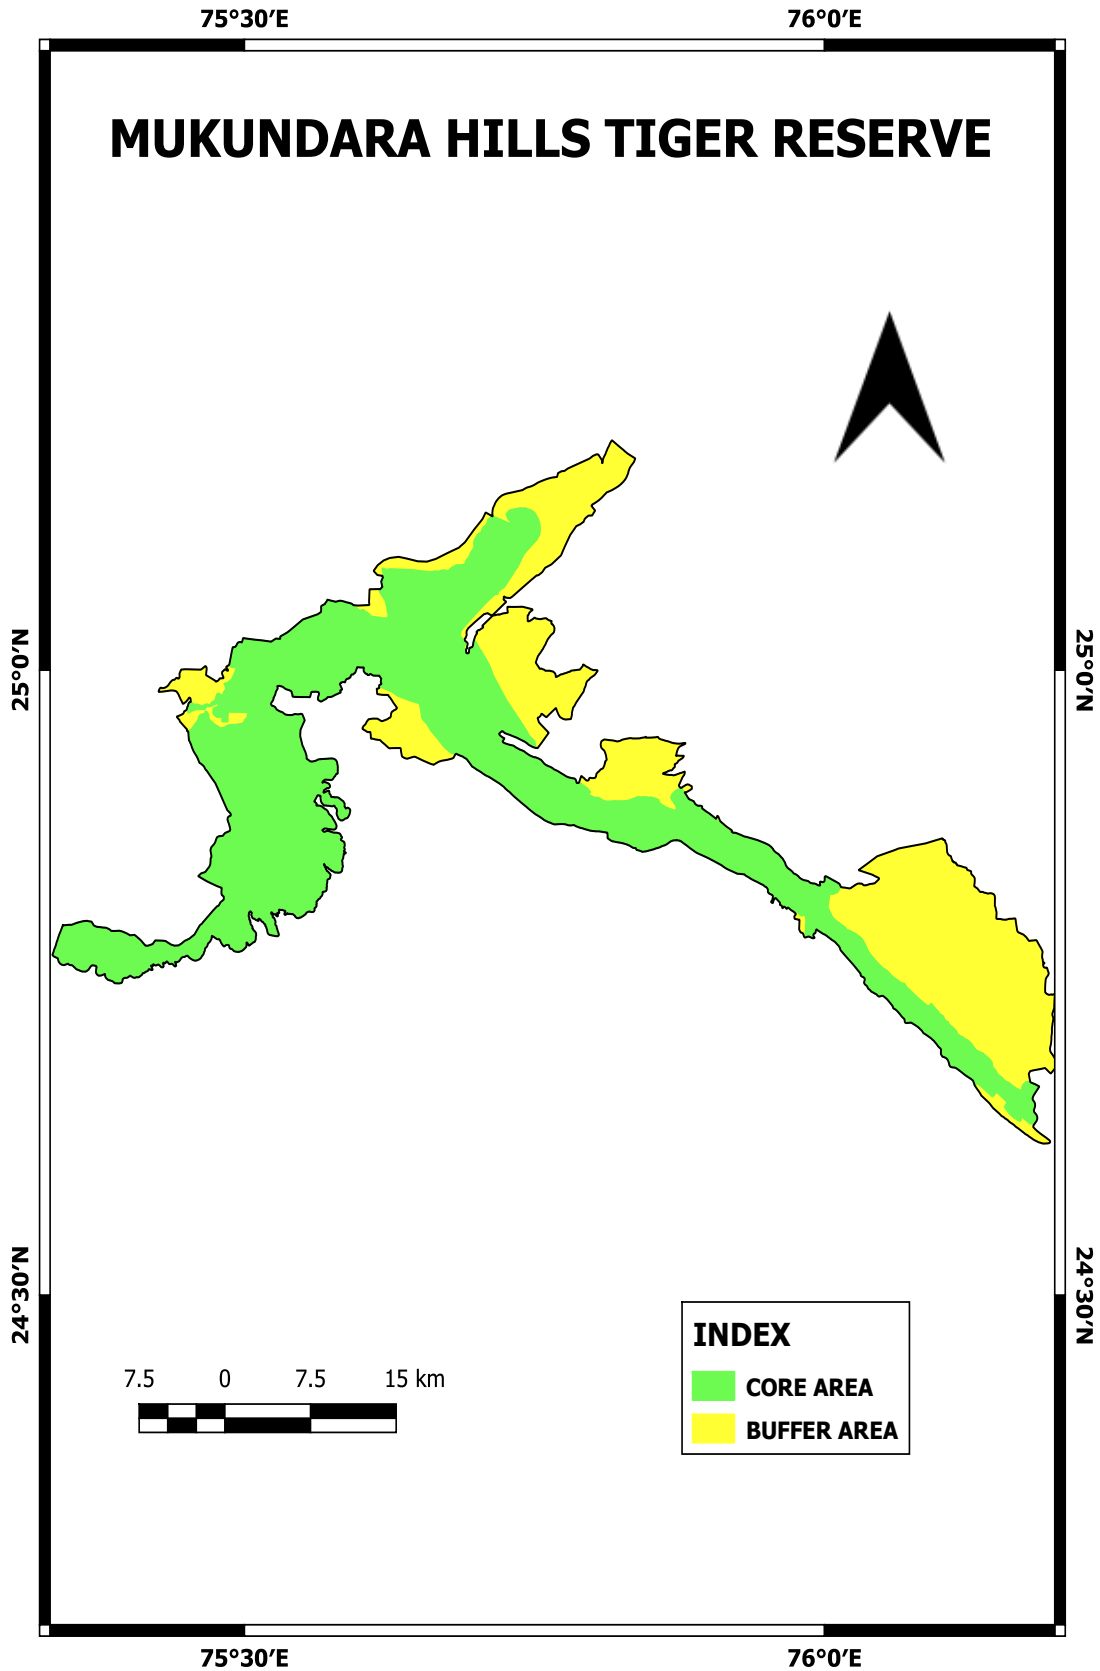 75°30′E 76°0′E
MUKUNDARA HILLS TIGER RESERVE
25°0′N 25°0′N
24°30′N 24°30′N
INDEX
CORE AREA
BUFFER AREA
7.5 0 7.5 15 km
75°30′E 76°0′E